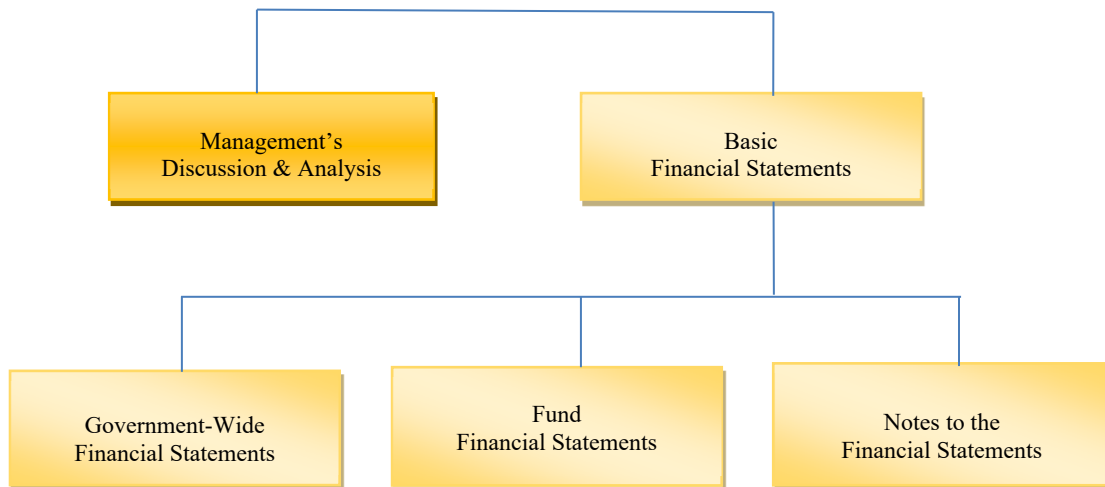 Management’s
Discussion & Analysis
Basic
Financial Statements
Government-Wide
Financial Statements
Fund
Financial Statements
Notes to the
Financial Statements